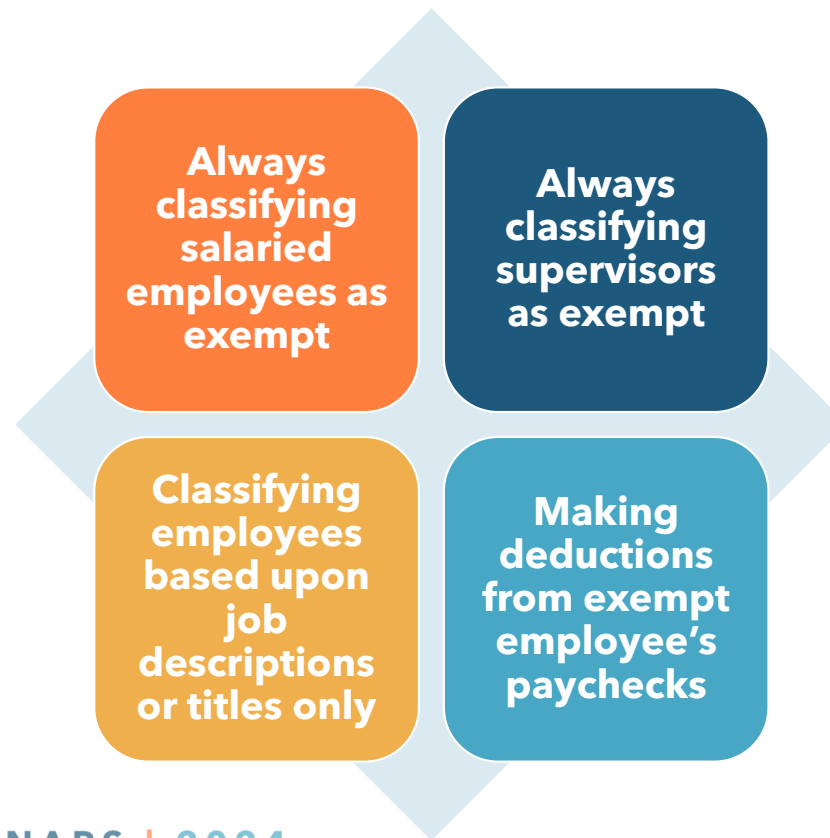 Always
classifying
salaried
employees as
exempt
Always
classifying
supervisors
as exempt
Classifying
employees
based upon
job
descriptions
or titles only
Making
deductions
from exempt
employee’s
paychecks